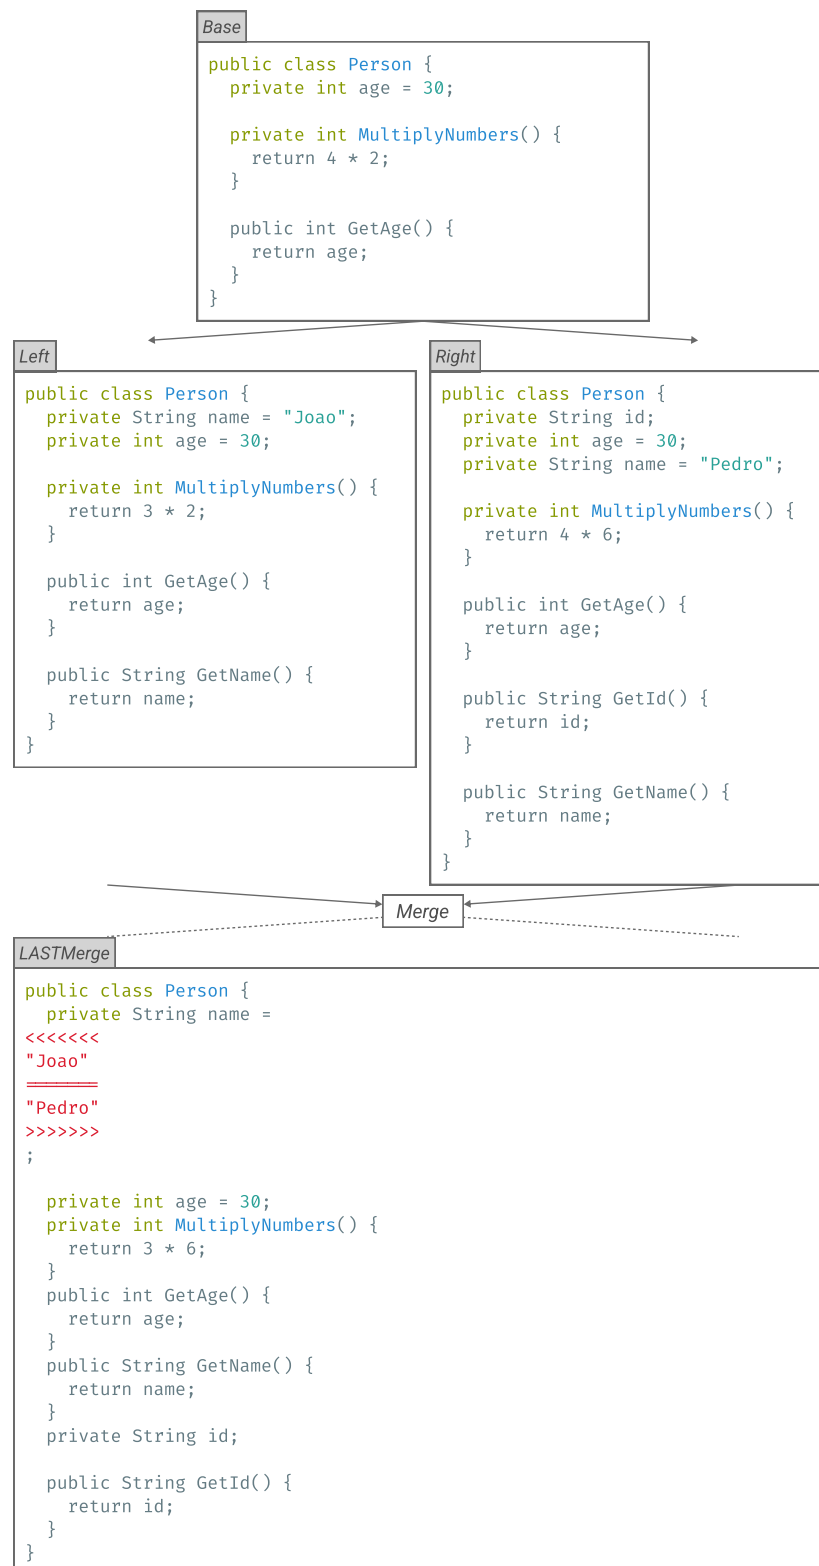 Base
public class Person {
  private int age = 30;

  private int MultiplyNumbers() {
    return 4 * 2;
  }

  public int GetAge() {
    return age;
  }
}
Left
public class Person {
  private String name = "Joao";
  private int age = 30;

  private int MultiplyNumbers() {
    return 3 * 2;
  }

  public int GetAge() {
    return age;
  }

  public String GetName() {
    return name;
  }
}
Right
public class Person {
  private String id;
  private int age = 30;
  private String name = "Pedro";

  private int MultiplyNumbers() {
    return 4 * 6;
  }

  public int GetAge() {
    return age;
  }

  public String GetId() {
    return id;
  }

  public String GetName() {
    return name;
  }
}
Merge
LASTMerge
public class Person {
  private String name =
<<<<<<<
"Joao"
=======
"Pedro"
>>>>>>>
;

  private int age = 30;
  private int MultiplyNumbers() {
    return 3 * 6;
  }
  public int GetAge() {
    return age;
  }
  public String GetName() {
    return name;
  }
  private String id;

  public String GetId() {
    return id;
  }
}